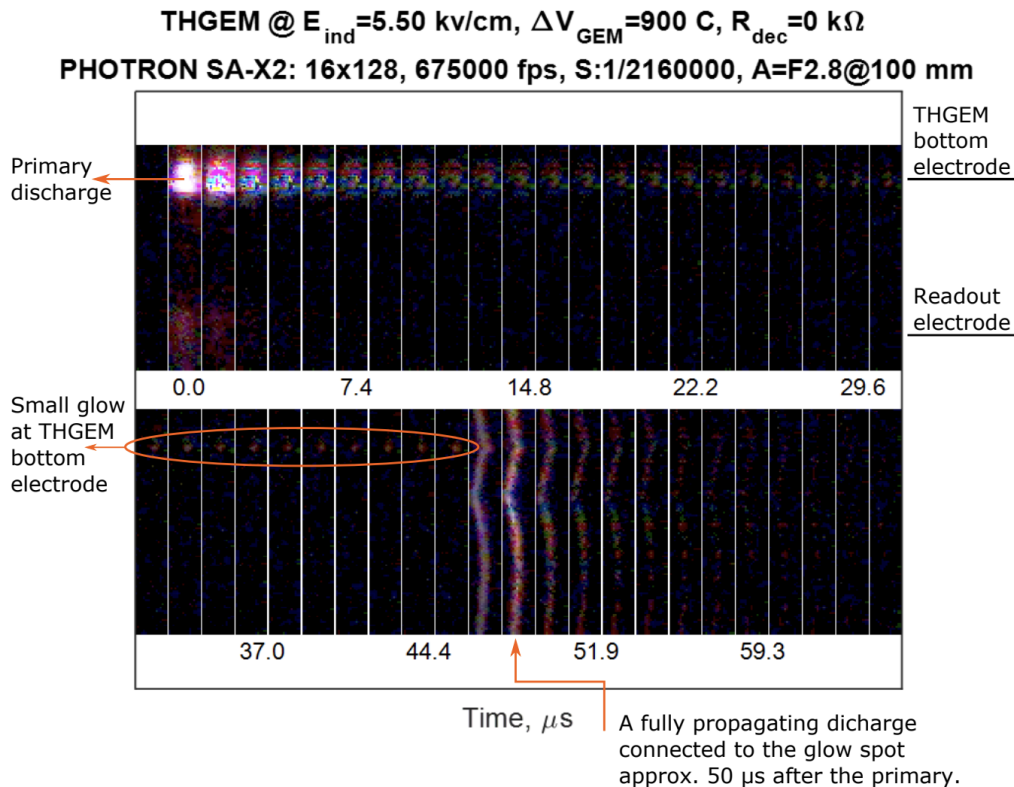 THGEM @ E_ind=5.50 kv/cm, ΔV_GEM=900 C, R_dec=0 kΩ
PHOTRON SA-X2: 16x128, 675000 fps, S:1/2160000, A=F2.8@100 mm
THGEM
bottom
electrode
Primary
discharge
Readout
electrode
0.0 7.4 14.8 22.2 29.6
Small glow
at THGEM
bottom
electrode
37.0 44.4 51.9 59.3
Time, μs
A fully propagating dicharge
connected to the glow spot
approx. 50 μs after the primary.